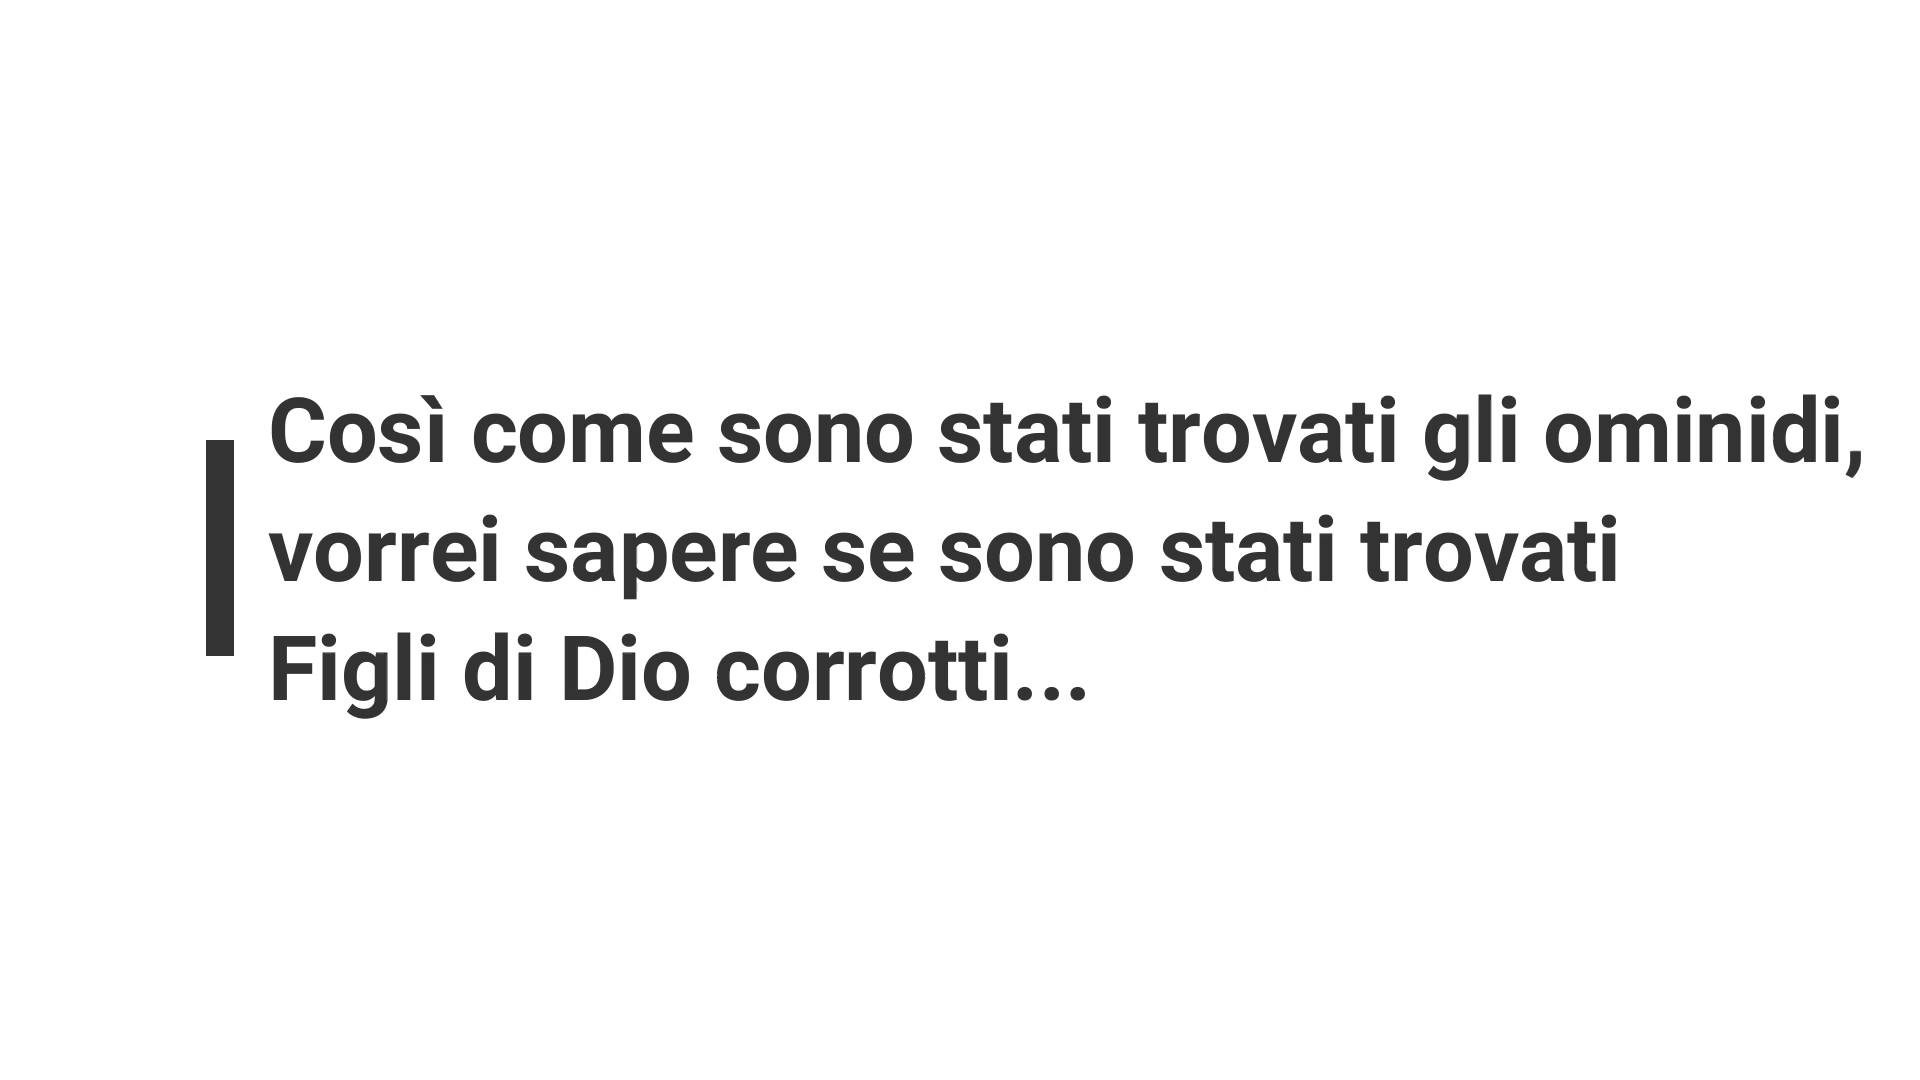 Così come sono stati trovati gli ominidi,
vorrei sapere se sono stati trovati
Figli di Dio corrotti...